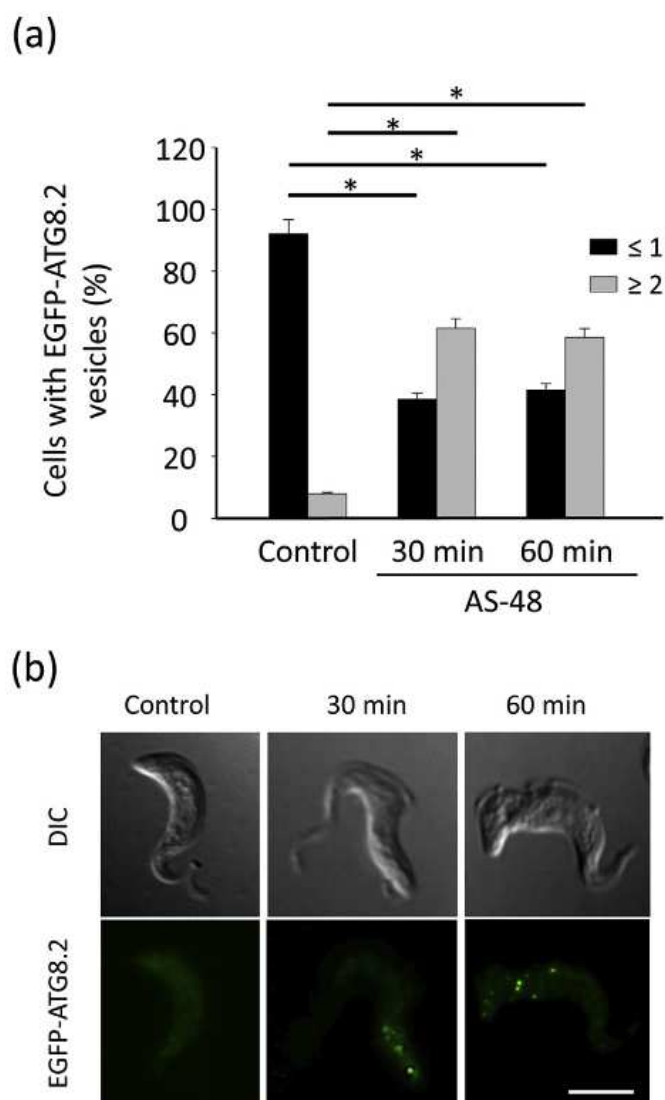 (a)
*
*
*
*
120
100
80
60
40
20
0
Cells with EGFP-ATG8.2
vesicles (%)
≤ 1
≥ 2
Control
30 min
60 min
AS-48
(b)
Control
30 min
60 min
DIC
EGFP-ATG8.2